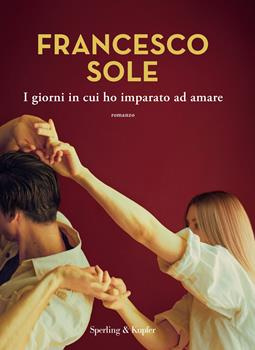 FRANCESCO
SOLE
I giorni in cui ho imparato ad amare
romanzo
Sperling & Kupfer